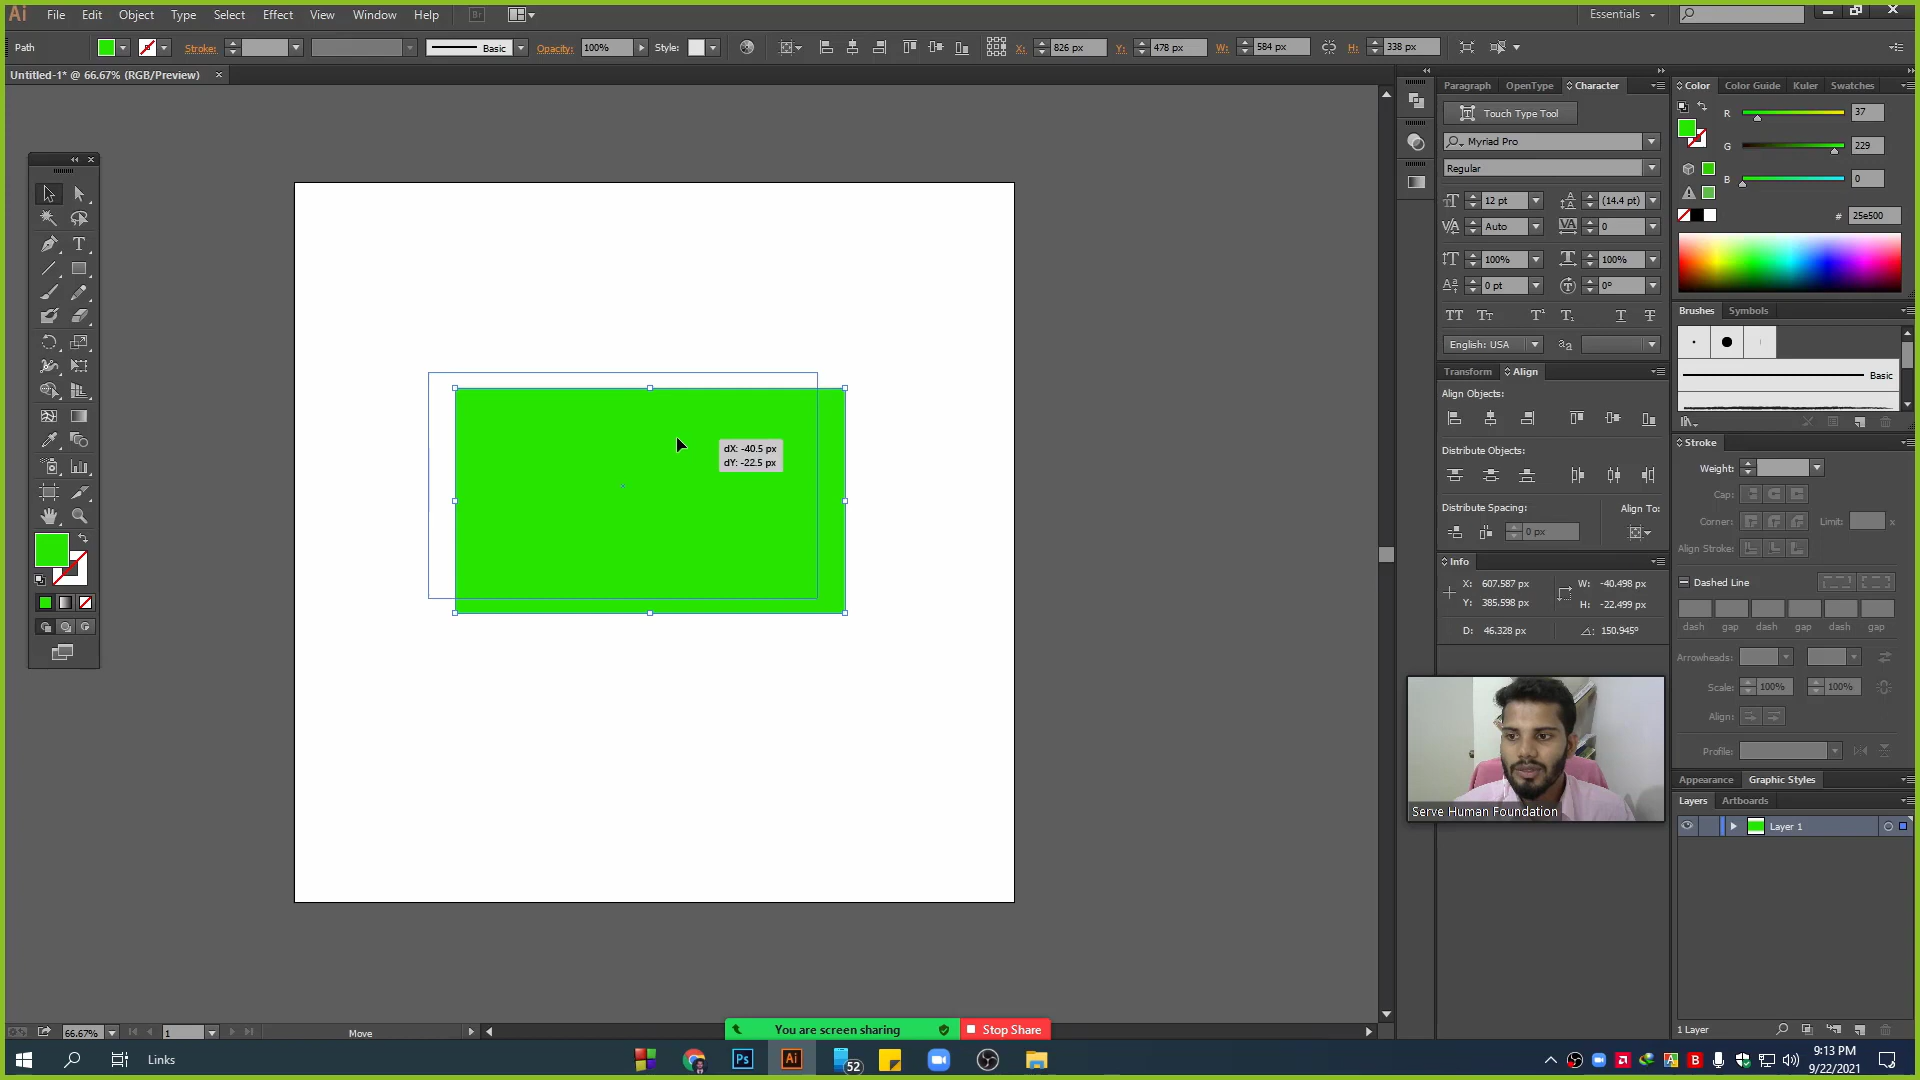 Ai File Edit Object Type Select Effect View Window Help Br Essentials
Path Stroke: Basic Opacity: 100% Style: X: 826 px Y: 478 px W: 584 px H: 338 px
Untitled-1* @ 66.67% (RGB/Preview) ×
Paragraph OpenType Character
Touch Type Tool
Myriad Pro
Regular
12 pt (14.4 pt)
Auto 0
100% 100%
0 pt 0°
English: USA
Transform Align
Align Objects:
Distribute Objects:
Distribute Spacing: Align To:
0 px
Info
X: 607.587 px W: -40.498 px
Y: 385.598 px H: -22.499 px
D: 46.328 px 150.945°
Color Color Guide Kuler Swatches
R 37
G 229
B 0
# 25e500
Brushes Symbols
Basic
Stroke
Weight:
Cap:
Corner: Limit: x
Align Stroke:
Dashed Line
dash gap dash gap dash gap
Arrowheads:
Scale: 100% 100%
Align:
Profile:
Appearance Graphic Styles
Layers Artboards
Layer 1
1 Layer
dX: -40.5 px
dY: -22.5 px
Serve Human Foundation
66.67% 1 Move
You are screen sharing Stop Share
Links Ps Ai 52
9:13 PM
9/22/2021